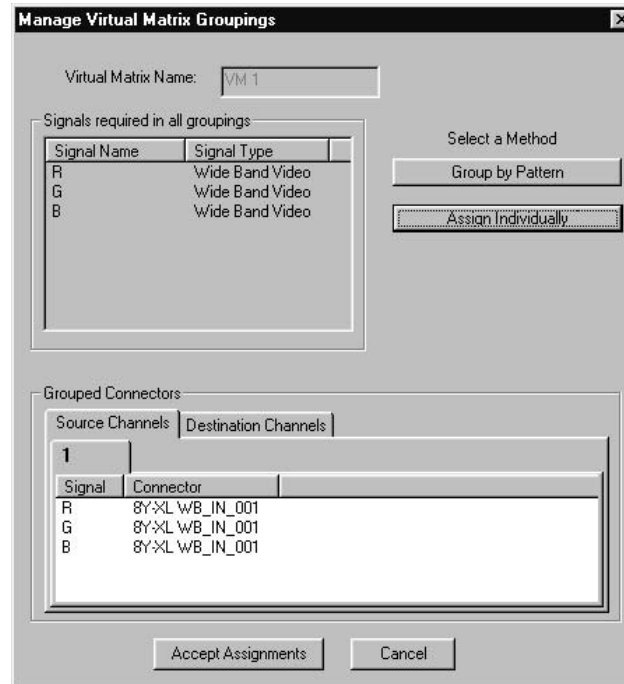 Manage Virtual Matrix Groupings
Virtual Matrix Name: VM 1
Signals required in all groupings
Signal Name Signal Type
R Wide Band Video
G Wide Band Video
B Wide Band Video
Select a Method
Group by Pattern
Assign Individually
Grouped Connectors
Source Channels Destination Channels
1
Signal Connector
R 8Y-XL WB_IN_001
G 8Y-XL WB_IN_001
B 8Y-XL WB_IN_001
Accept Assignments Cancel